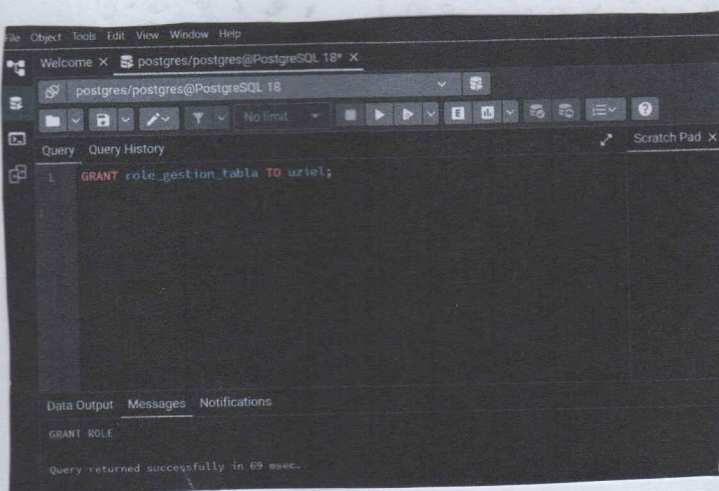 File Object Tools Edit View Window Help
Welcome × postgres/postgres@PostgreSQL 18* ×
postgres/postgres@PostgreSQL 18
No limit
Query Query History
Scratch Pad ×
1 GRANT role_gestion_tabla TO uziel;
Data Output Messages Notifications
GRANT ROLE
Query returned successfully in 69 msec.